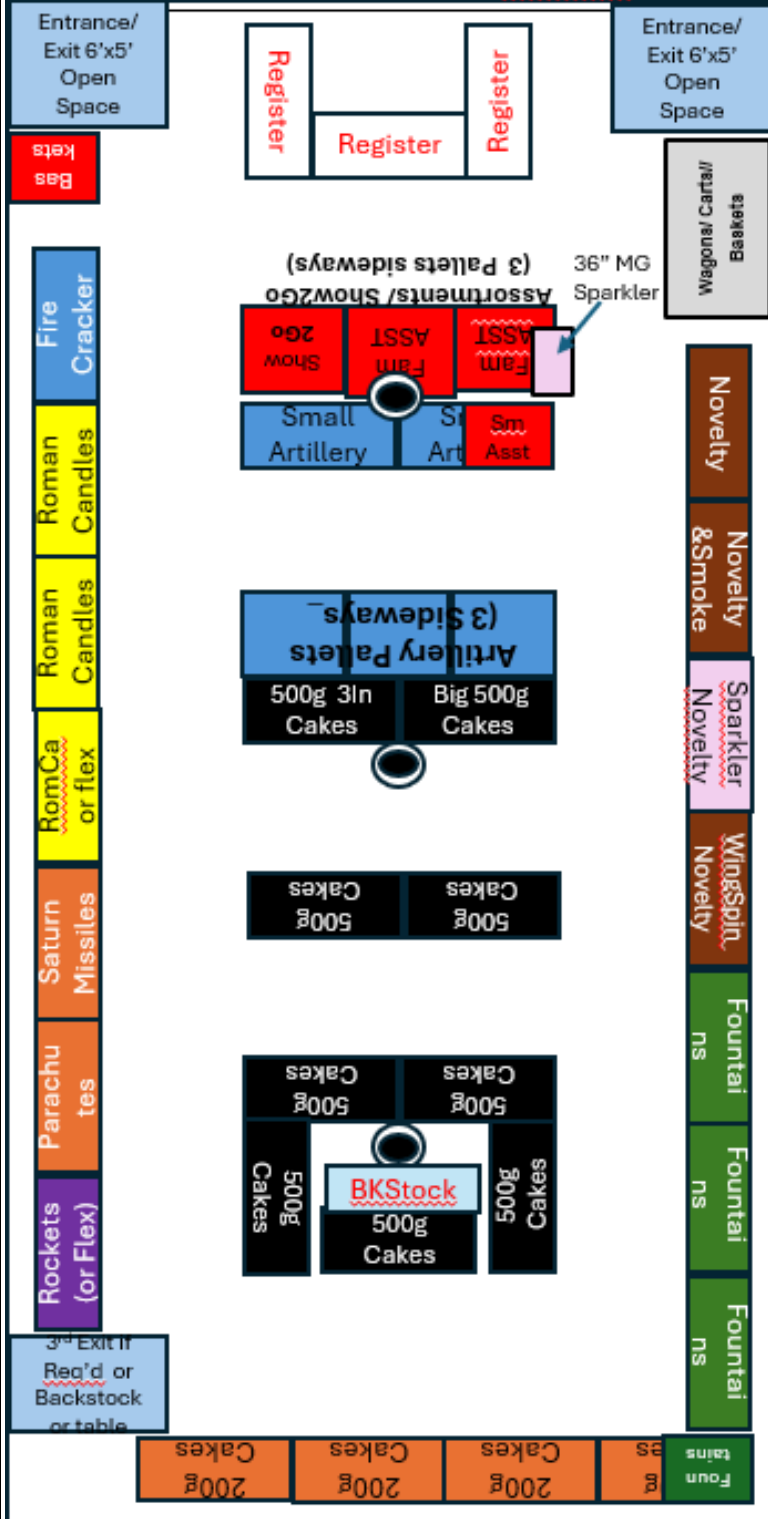 Entrance/
Exit 6'x5'
Open
Space
Entrance/
Exit 6'x5'
Open
Space
Register
Register
Register
Bas
kets
Wagons/ Carts//
Baskets
Assortments/ Show2Go
(3 Pallets sideways)
36" MG
Sparkler
Show
2Go
Fam
ASST
Fam
ASST
Small
Artillery
Sm
Asst
Fire
Cracker
Roman
Candles
Roman
Candles
RomCa
or flex
Saturn
Missiles
Parachu
tes
Rockets
(or Flex)
Artillery Pallets
(3 Sideways_
500g 3In
Cakes
Big 500g
Cakes
500g
Cakes
500g
Cakes
500g
Cakes
500g
Cakes
500g
Cakes
BKStock
500g
Cakes
500g
Cakes
Novelty
Novelty
&Smoke
Sparkler
Novelty
WingSpin
Novelty
Fountai
ns
Fountai
ns
Fountai
ns
3rd Exit If
Req'd or
Backstock
or table
200g
Cakes
200g
Cakes
200g
Cakes
Foun
tains